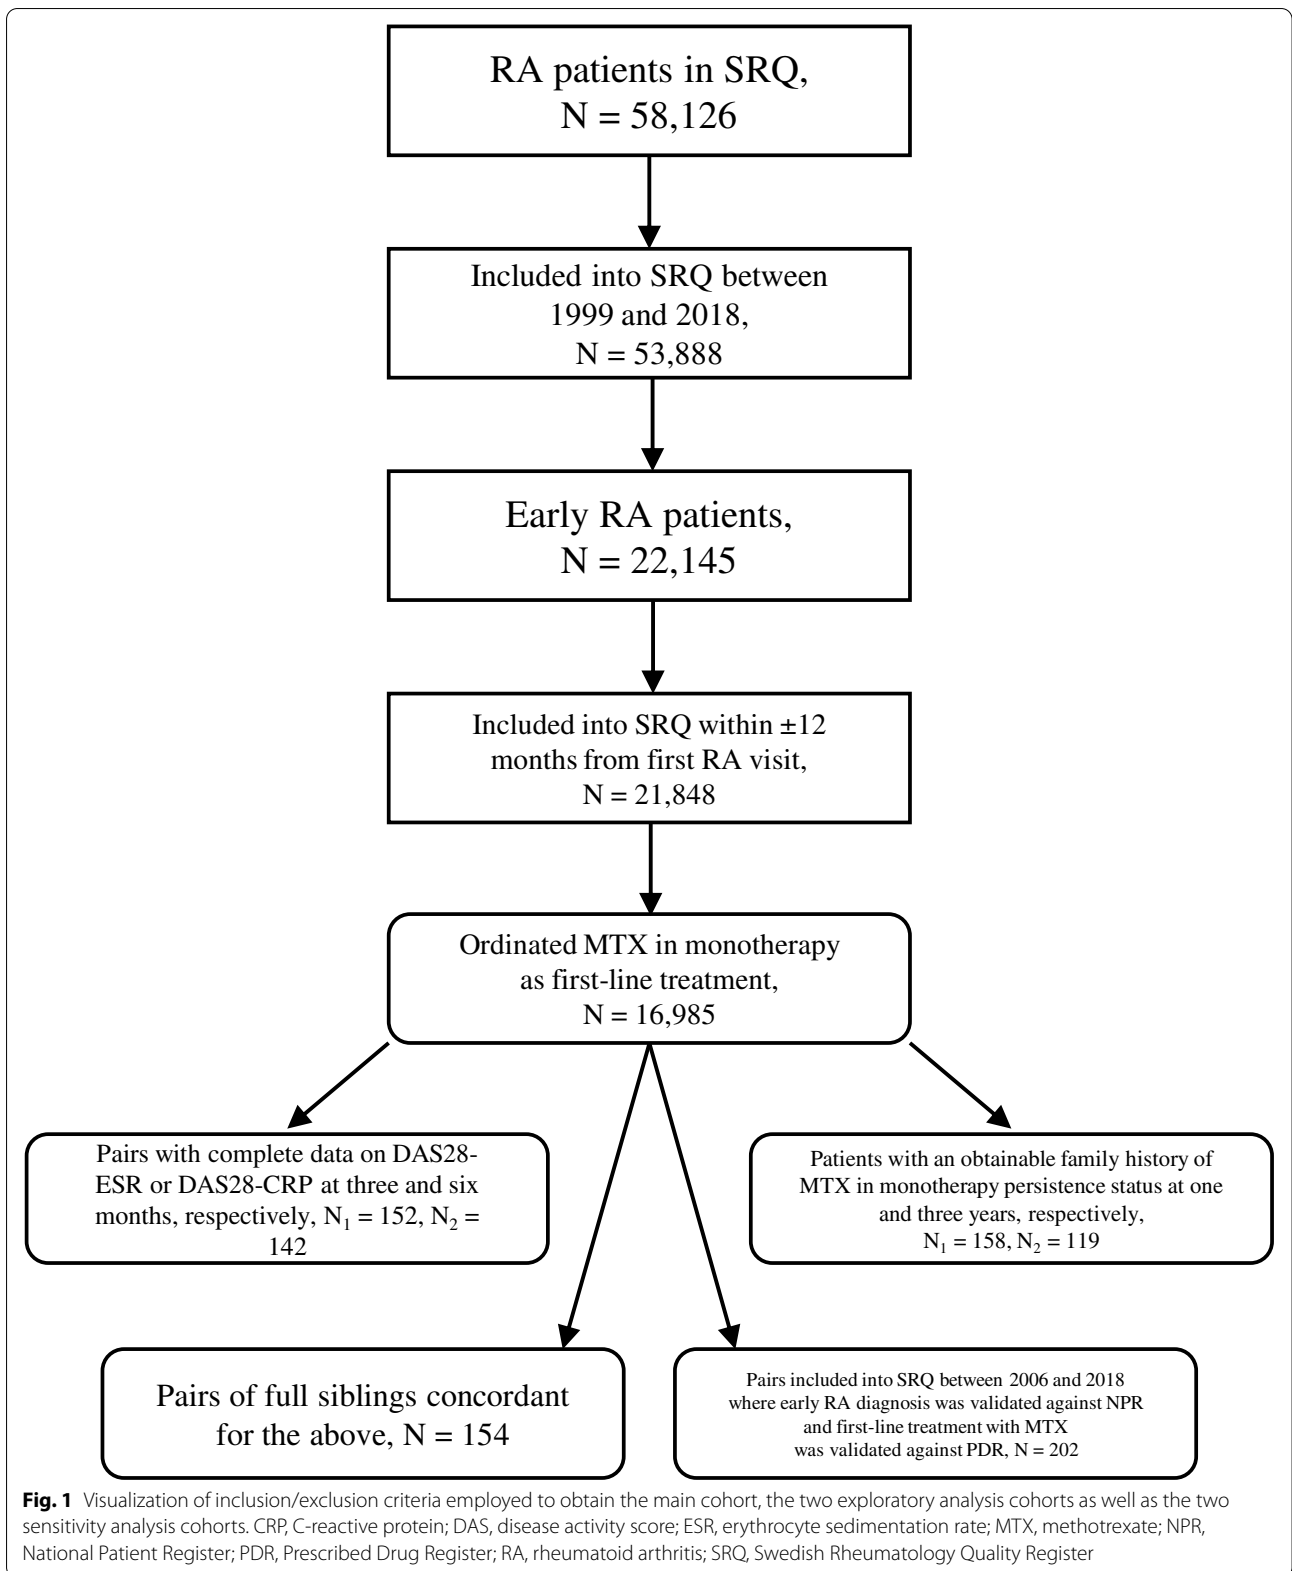 RA patients in SRQ,
N = 58,126
Included into SRQ between
1999 and 2018,
N = 53,888
Early RA patients,
N = 22,145
Included into SRQ within ±12
months from first RA visit,
N = 21,848
Ordinated MTX in monotherapy
as first-line treatment,
N = 16,985
Pairs with complete data on DAS28-
ESR or DAS28-CRP at three and six
months, respectively, N₁ = 152, N₂ =
142
Patients with an obtainable family history of
MTX in monotherapy persistence status at one
and three years, respectively,
N₁ = 158, N₂ = 119
Pairs of full siblings concordant
for the above, N = 154
Pairs included into SRQ between 2006 and 2018
where early RA diagnosis was validated against NPR
and first-line treatment with MTX
was validated against PDR, N = 202
Fig. 1 Visualization of inclusion/exclusion criteria employed to obtain the main cohort, the two exploratory analysis cohorts as well as the two
sensitivity analysis cohorts. CRP, C-reactive protein; DAS, disease activity score; ESR, erythrocyte sedimentation rate; MTX, methotrexate; NPR,
National Patient Register; PDR, Prescribed Drug Register; RA, rheumatoid arthritis; SRQ, Swedish Rheumatology Quality Register